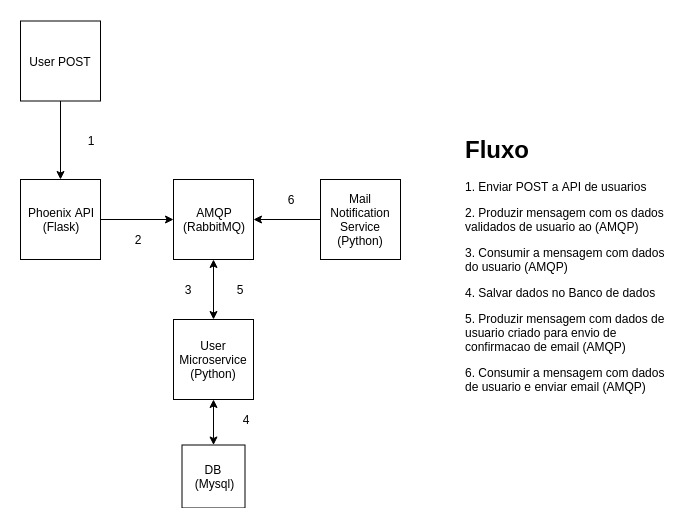 User POST
1
Phoenix API
(Flask)
2
AMQP
(RabbitMQ)
6
Mail
Notification
Service
(Python)
3
5
User
Microservice
(Python)
4
DB
(Mysql)
Fluxo
1. Enviar POST a API de usuarios
2. Produzir mensagem com os dados
validados de usuario ao (AMQP)
3. Consumir a mensagem com dados
do usuario (AMQP)
4. Salvar dados no Banco de dados
5. Produzir mensagem com dados de
usuario criado para envio de
confirmacao de email (AMQP)
6. Consumir a mensagem com dados
de usuario e enviar email (AMQP)